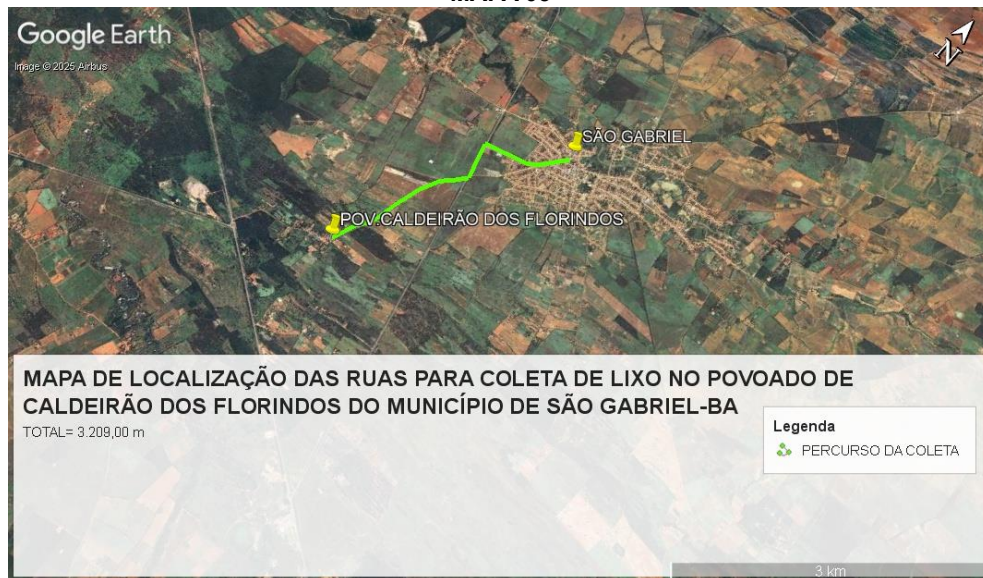 Google Earth
Image © 2025 Airbus
N
SÃO GABRIEL
POV.CALDEIRÃO DOS FLORINDOS
MAPA DE LOCALIZAÇÃO DAS RUAS PARA COLETA DE LIXO NO POVOADO DE
CALDEIRÃO DOS FLORINDOS DO MUNICÍPIO DE SÃO GABRIEL-BA
TOTAL= 3.209,00 m
Legenda
PERCURSO DA COLETA
3 km